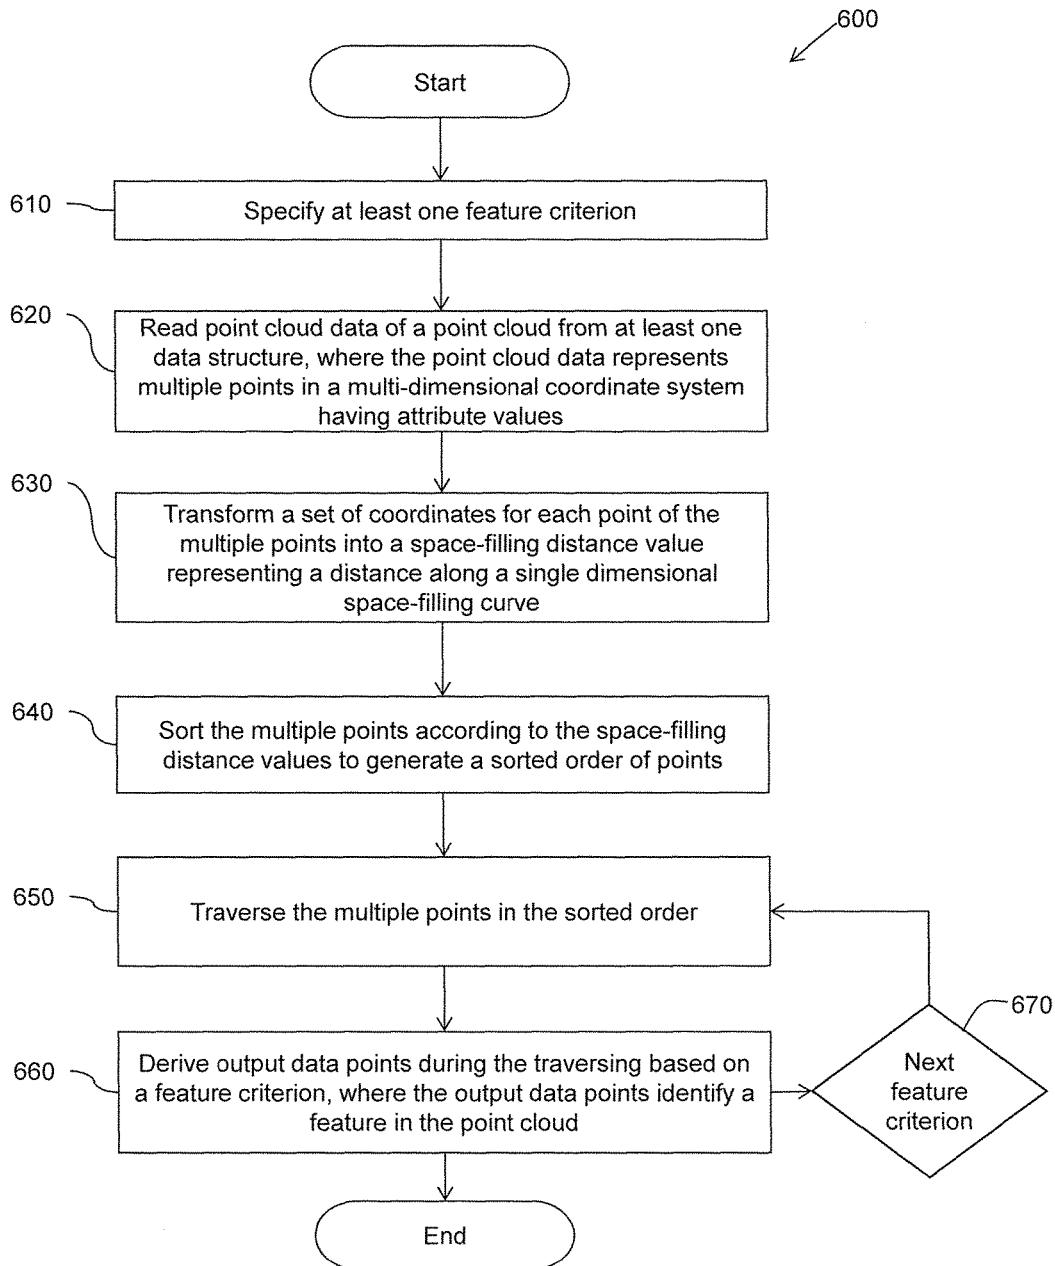 600
Start
610
Specify at least one feature criterion
620
Read point cloud data of a point cloud from at least one
data structure, where the point cloud data represents
multiple points in a multi-dimensional coordinate system
having attribute values
630
Transform a set of coordinates for each point of the
multiple points into a space-filling distance value
representing a distance along a single dimensional
space-filling curve
640
Sort the multiple points according to the space-filling
distance values to generate a sorted order of points
650
Traverse the multiple points in the sorted order
670
660
Derive output data points during the traversing based on
a feature criterion, where the output data points identify a
feature in the point cloud
Next
feature
criterion
End